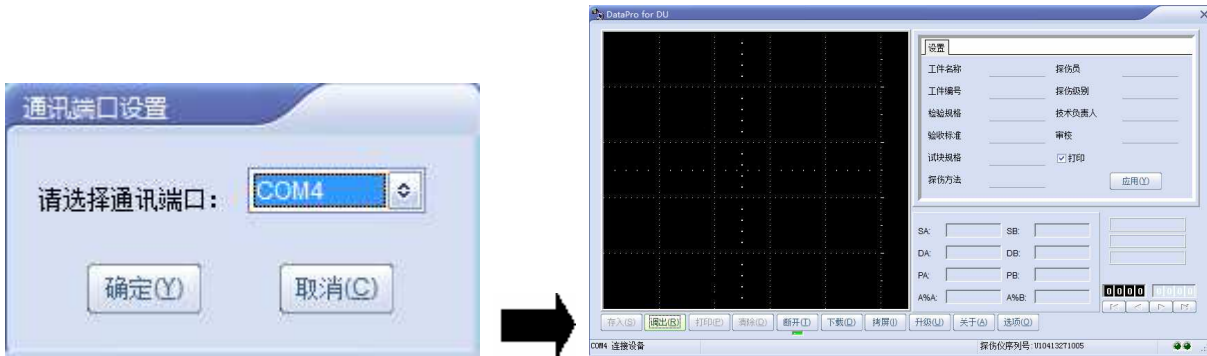 通讯端口设置
请选择通讯端口：
COM4
确定(Y)
取消(C)
DataPro for DU
设置
工件名称
探伤员
工件编号
探伤级别
检验规格
技术负责人
验收标准
审核
试块规格
打印
探伤方法
应用(Y)
SA:
SB:
DA:
DB:
PA:
PB:
A%A:
A%B:
0000
0000
存入(S) 调出(R) 打印(P) 清除(D) 断开(T) 下载(D) 拷屏(I) 升级(U) 关于(A) 选项(O)
COM4 连接设备
探伤仪序列号:U10413271005